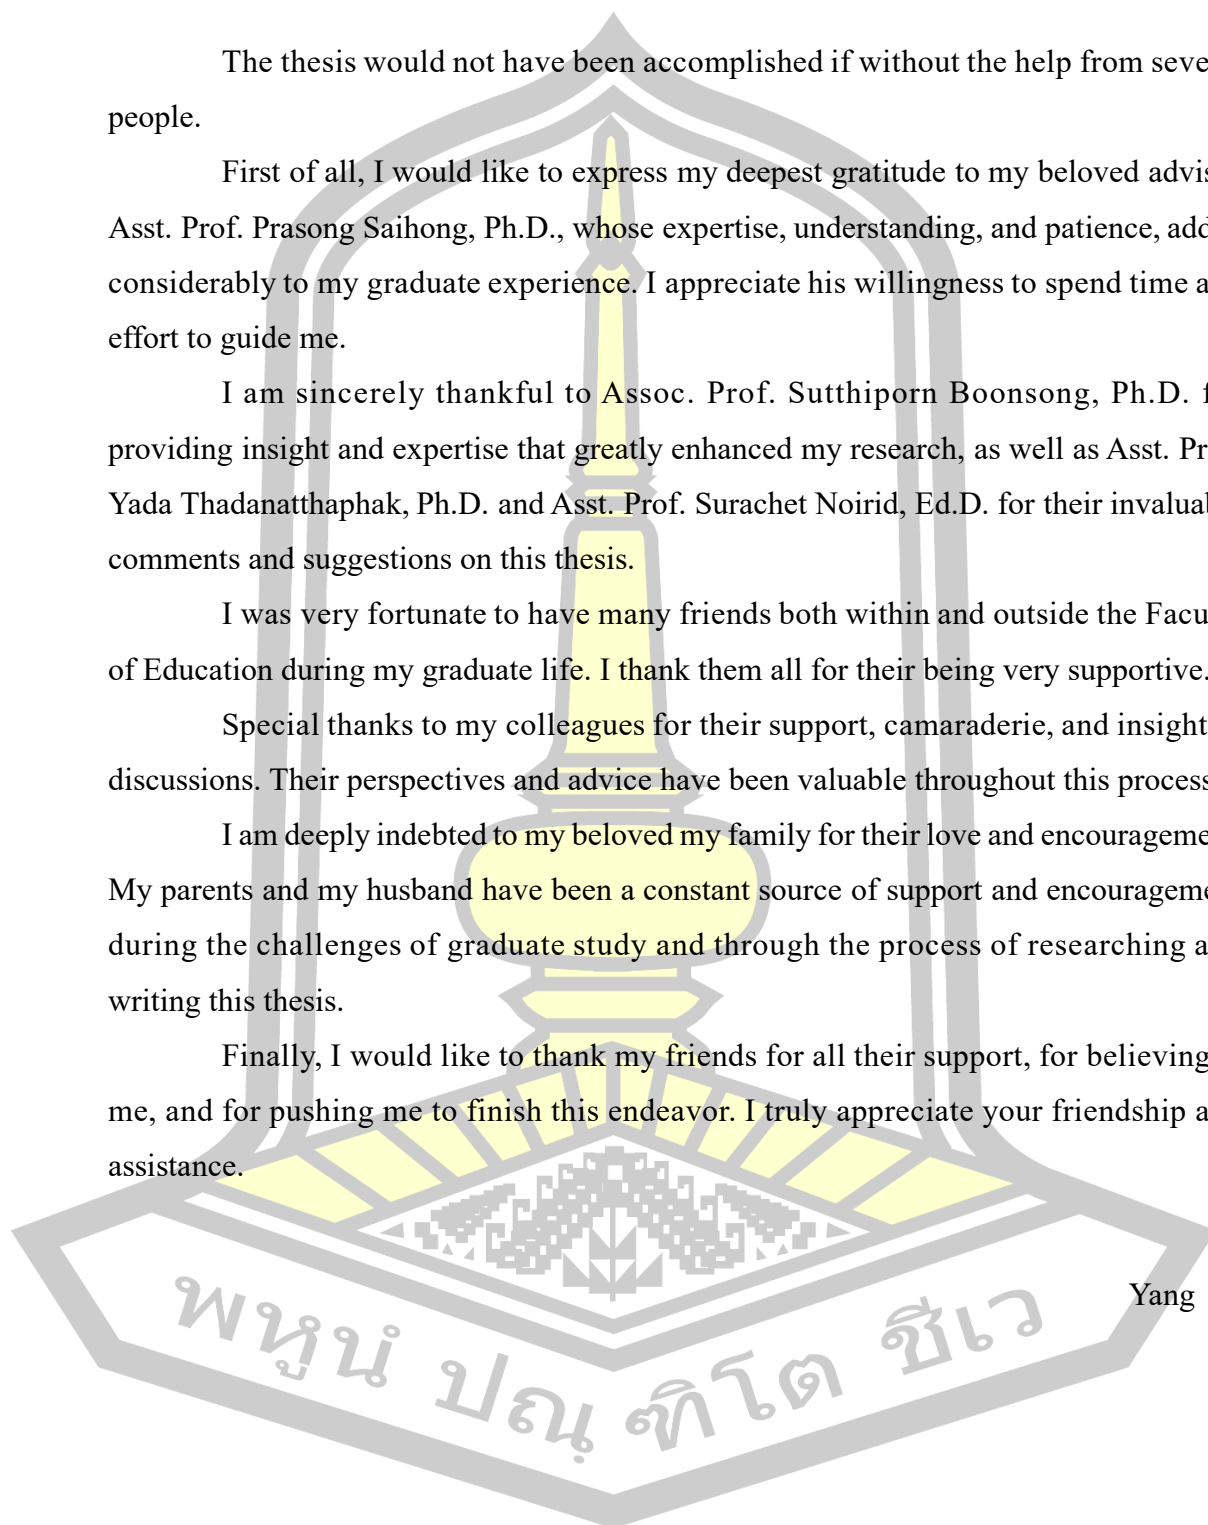 The thesis would not have been accomplished if without the help from seve
people.
First of all, I would like to express my deepest gratitude to my beloved advis
Asst. Prof. Prasong Saihong, Ph.D., whose expertise, understanding, and patience, add
considerably to my graduate experience. I appreciate his willingness to spend time a
effort to guide me.
I am sincerely thankful to Assoc. Prof. Sutthiporn Boonsong, Ph.D. f
providing insight and expertise that greatly enhanced my research, as well as Asst. Pr
Yada Thadanatthaphak, Ph.D. and Asst. Prof. Surachet Noirid, Ed.D. for their invaluab
comments and suggestions on this thesis.
I was very fortunate to have many friends both within and outside the Facu
of Education during my graduate life. I thank them all for their being very supportive.
Special thanks to my colleagues for their support, camaraderie, and insight
discussions. Their perspectives and advice have been valuable throughout this process
I am deeply indebted to my beloved my family for their love and encourageme
My parents and my husband have been a constant source of support and encourageme
during the challenges of graduate study and through the process of researching a
writing this thesis.
Finally, I would like to thank my friends for all their support, for believing
me, and for pushing me to finish this endeavor. I truly appreciate your friendship a
assistance.
Yang
พหูนํ ปณฺ ฑิโต ชีเว